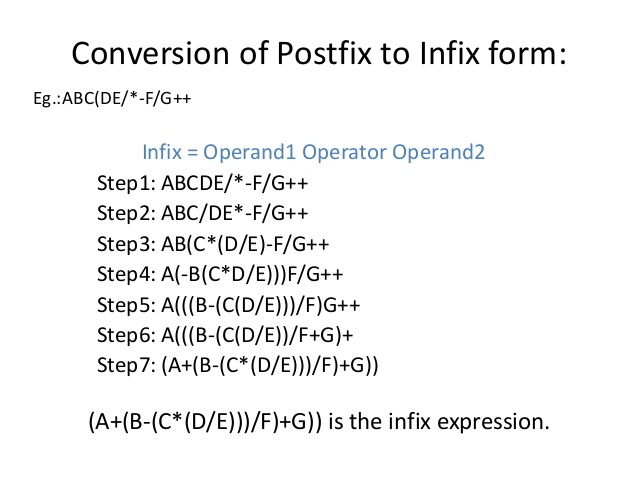 Conversion of Postfix to Infix form:
Eg.:ABC(DE/*-F/G++
Infix = Operand1 Operator Operand2
Step1: ABCDE/*-F/G++
Step2: ABC/DE*-F/G++
Step3: AB(C*(D/E)-F/G++
Step4: A(-B(C*D/E)))F/G++
Step5: A(((B-(C(D/E)))/F)G++
Step6: A(((B-(C(D/E))/F+G)+
Step7: (A+(B-(C*(D/E)))/F)+G))
(A+(B-(C*(D/E)))/F)+G)) is the infix expression.